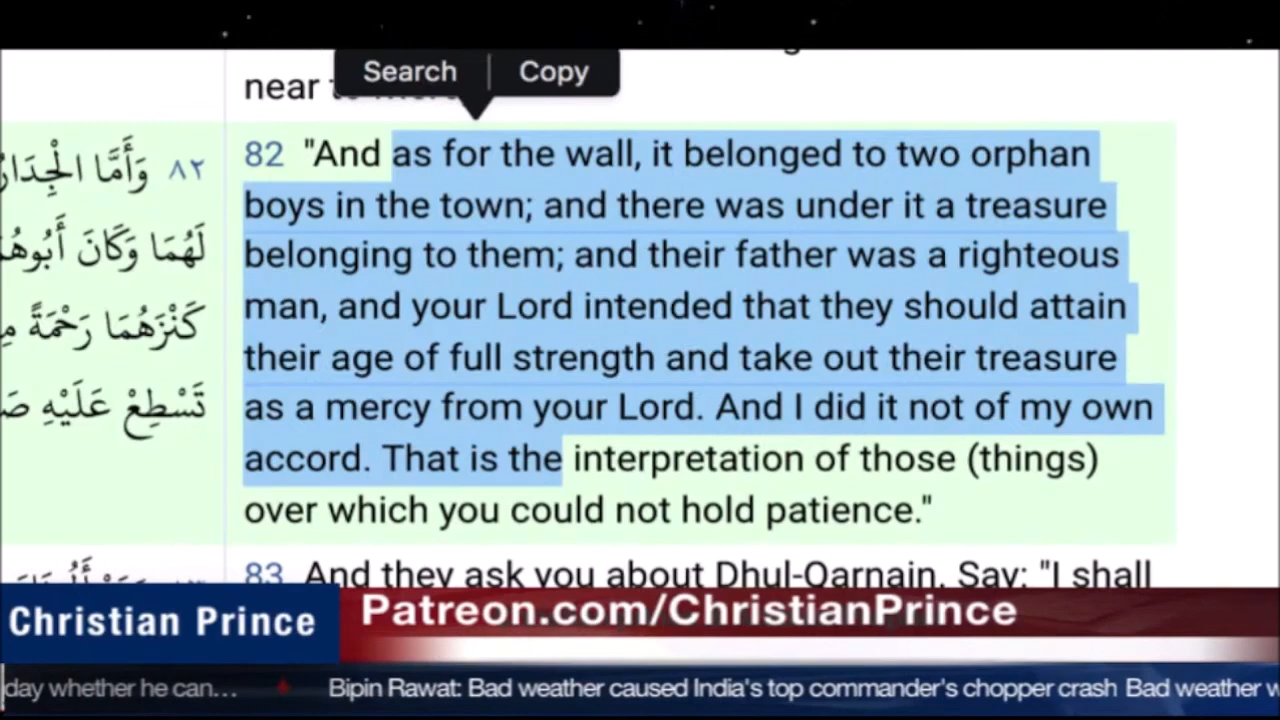 Search | Copy
near
82 "And as for the wall, it belonged to two orphan
boys in the town; and there was under it a treasure
belonging to them; and their father was a righteous
man, and your Lord intended that they should attain
their age of full strength and take out their treasure
as a mercy from your Lord. And I did it not of my own
accord. That is the interpretation of those (things)
over which you could not hold patience."
٨٢ وَأَمَّا الْجِدَارُ
لَهُمَا وَكَانَ أَبُوهُمَ
كَنْزَهُمَا رَحْمَةً مِ
تَسْطِعْ عَلَيْهِ صَ
83 And they ask you about Dhul-Qarnain. Say: "I shall
Christian Prince
Patreon.com/ChristianPrince
day whether he can... Bipin Rawat: Bad weather caused India's top commander's chopper crash Bad weather w